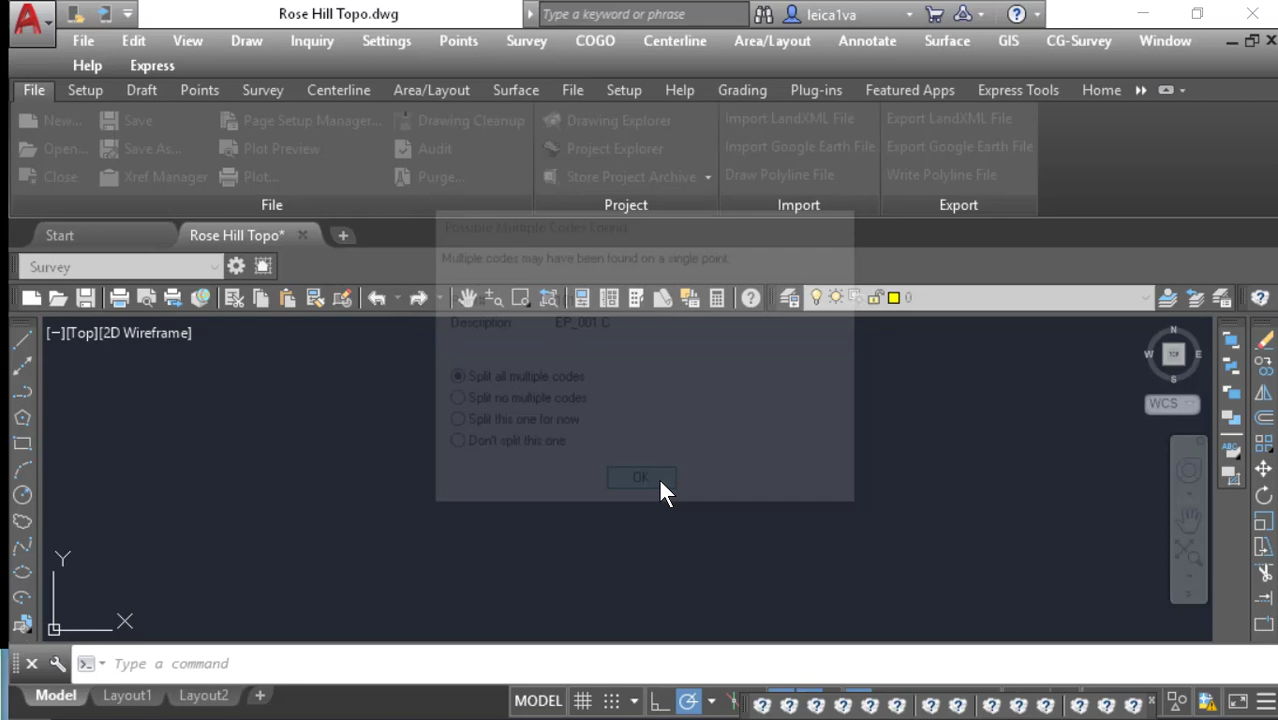 Rose Hill Topo.dwg
Type a keyword or phrase
leica1va
File Edit View Draw Inquiry Settings Points Survey COGO Centerline Area/Layout Annotate Surface GIS CG-Survey Window
Help Express
File Setup Draft Points Survey Centerline Area/Layout Surface File Setup Help Grading Plug-ins Featured Apps Express Tools Home
New... Save Page Setup Manager... Drawing Cleanup Drawing Explorer Import LandXML File Export LandXML File
Open... Save As... Plot Preview Audit Project Explorer Import Google Earth File Export Google Earth File
Close Xref Manager Plot... Purge... Store Project Archive Draw Polyline File Write Polyline File
File Project Import Export
Start Rose Hill Topo*
Possible Multiple Codes Found
Multiple codes may have been found on a single point
Survey
0
[−][Top][2D Wireframe]
Description: EP_001 C
N
W TOP E
S
WCS
Split all multiple codes
Split no multiple codes
Split this one for now
Don't split this one
OK
ABC
Y
X
Type a command
Model Layout1 Layout2
MODEL